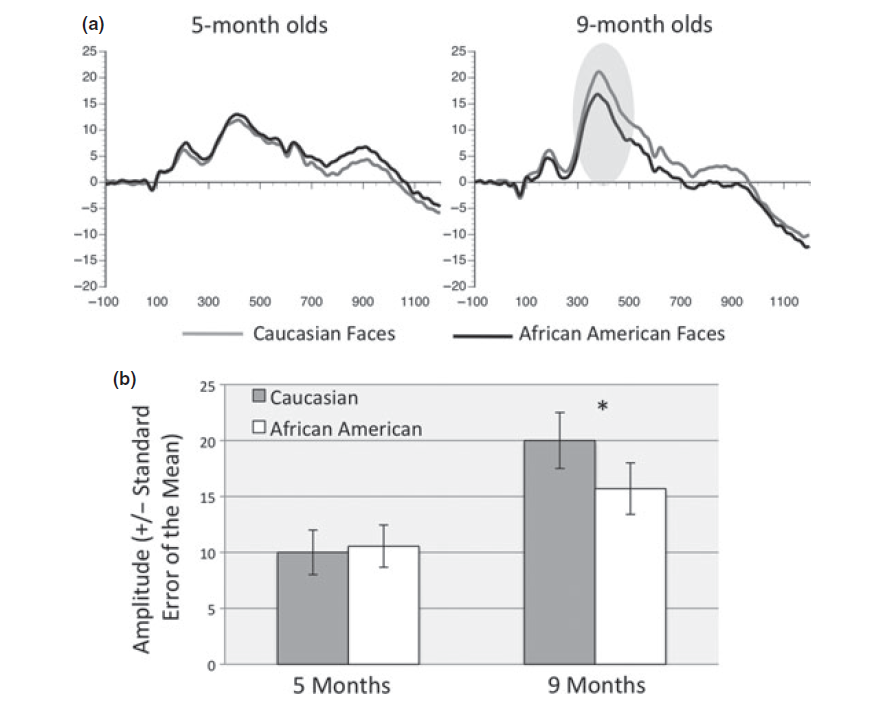 (a)
5-month olds
9-month olds
25
20
15
10
5
0
−5
−10
−15
−20
−100 100 300 500 700 900 1100
25
20
15
10
5
0
−5
−10
−15
−20
−100 100 300 500 700 900 1100
Caucasian Faces
African American Faces
(b)
Amplitude (+/− Standard
Error of the Mean)
25
20
15
10
5
0
Caucasian
African American
*
5 Months
9 Months